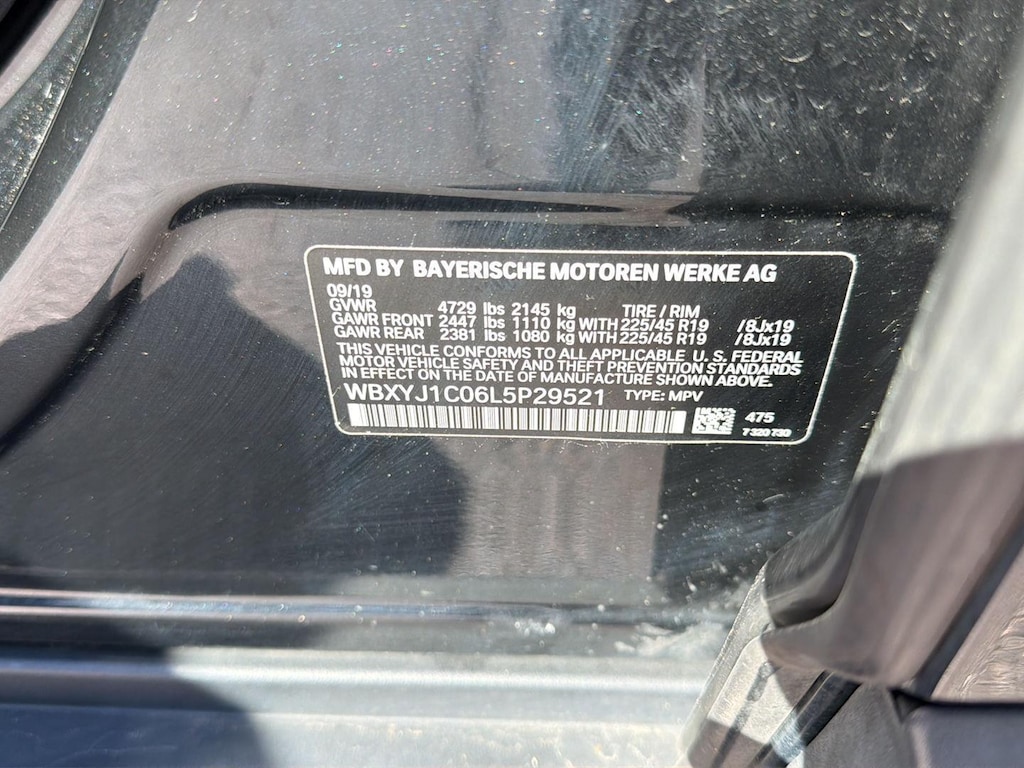 MFD BY BAYERISCHE MOTOREN WERKE AG
09/19
GVWR 4729 lbs 2145 kg TIRE / RIM
GAWR FRONT 2447 lbs 1110 kg WITH 225/45 R19 /8Jx19
GAWR REAR 2381 lbs 1080 kg WITH 225/45 R19 /8Jx19
THIS VEHICLE CONFORMS TO ALL APPLICABLE U. S. FEDERAL
MOTOR VEHICLE SAFETY AND THEFT PREVENTION STANDARDS
IN EFFECT ON THE DATE OF MANUFACTURE SHOWN ABOVE.
WBXYJ1C06L5P29521 TYPE: MPV
475
7 320 730